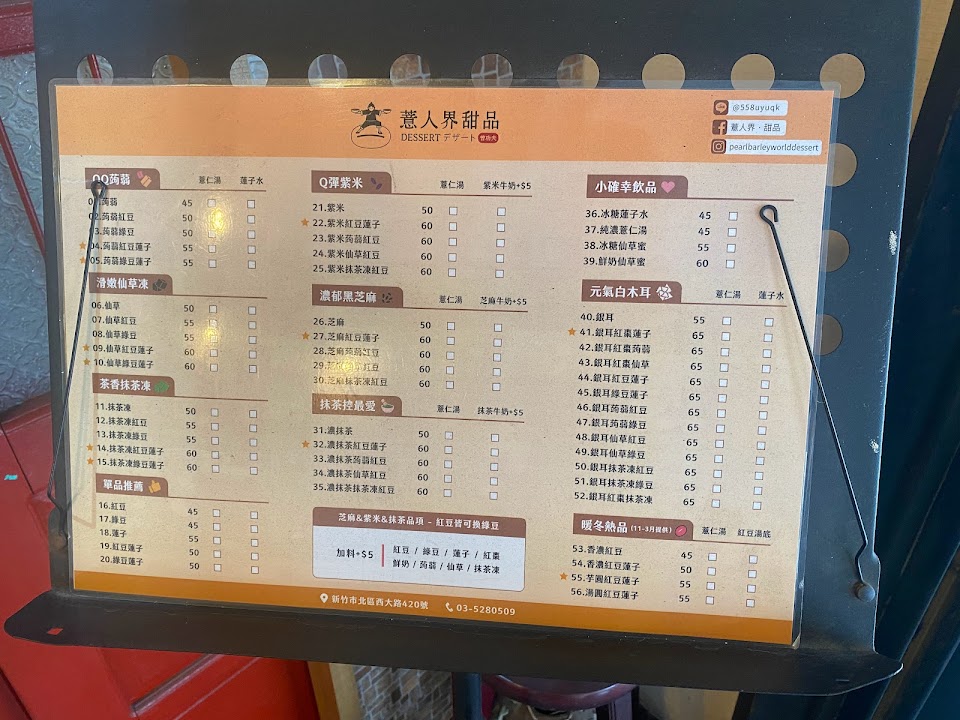 薏人界甜品
DESSERT デザート
@558uyuqk
薏人界・甜品
pearlbarleyworlddessert
QQ蒟蒻 薏仁湯 蓮子水
蒟蒻 45
02.蒟蒻紅豆 50
03.蒟蒻綠豆 50
04.蒟蒻紅豆蓮子 55
05.蒟蒻綠豆蓮子 55
滑嫩仙草凍
06.仙草 50
07.仙草紅豆 55
08.仙草綠豆 55
09.仙草紅豆蓮子 60
10.仙草綠豆蓮子 60
茶香抹茶凍
11.抹茶凍 50
12.抹茶凍紅豆 55
13.抹茶凍綠豆 55
14.抹茶凍紅豆蓮子 60
15.抹茶凍綠豆蓮子 60
單品推薦
16.紅豆 45
17.綠豆 45
18.蓮子 55
19.紅豆蓮子 50
20.綠豆蓮子 50
Q彈紫米 薏仁湯 紫米牛奶+$5
21.紫米 50
22.紫米紅豆蓮子 60
23.紫米蒟蒻紅豆 60
24.紫米仙草紅豆 60
25.紫米抹茶凍紅豆 60
濃郁黑芝麻 薏仁湯 芝麻牛奶+$5
26.芝麻 50
27.芝麻紅豆蓮子 60
28.芝麻蒟蒻紅豆 60
29.芝麻仙草紅豆 60
30.芝麻抹茶凍紅豆 60
抹茶控最愛 薏仁湯 抹茶牛奶+$5
31.濃抹茶 50
32.濃抹茶紅豆蓮子 60
33.濃抹茶蒟蒻紅豆 60
34.濃抹茶仙草紅豆 60
35.濃抹茶抹茶凍紅豆 60
芝麻&紫米&抹茶品項 - 紅豆皆可換綠豆
加料+$5
紅豆 / 綠豆 / 蓮子 / 紅棗
鮮奶 / 蒟蒻 / 仙草 / 抹茶凍
小確幸飲品
36.冰糖蓮子水 45
37.純濃薏仁湯 45
38.冰糖仙草蜜 55
39.鮮奶仙草蜜 60
元氣白木耳 薏仁湯 蓮子水
40.銀耳 55
41.銀耳紅棗蓮子 65
42.銀耳紅棗蒟蒻 65
43.銀耳紅棗仙草 65
44.銀耳紅豆蓮子 65
45.銀耳綠豆蓮子 65
46.銀耳蒟蒻紅豆 65
47.銀耳蒟蒻綠豆 65
48.銀耳仙草紅豆 65
49.銀耳仙草綠豆 65
50.銀耳抹茶凍紅豆 65
51.銀耳抹茶凍綠豆 65
52.銀耳紅棗抹茶凍 65
暖冬熱品 (11-3月提供) 薏仁湯 紅豆湯底
53.香濃紅豆 45
54.香濃紅豆蓮子 50
55.芋圓紅豆蓮子 55
56.湯圓紅豆蓮子 55
新竹市北區西大路420號 03-5280509